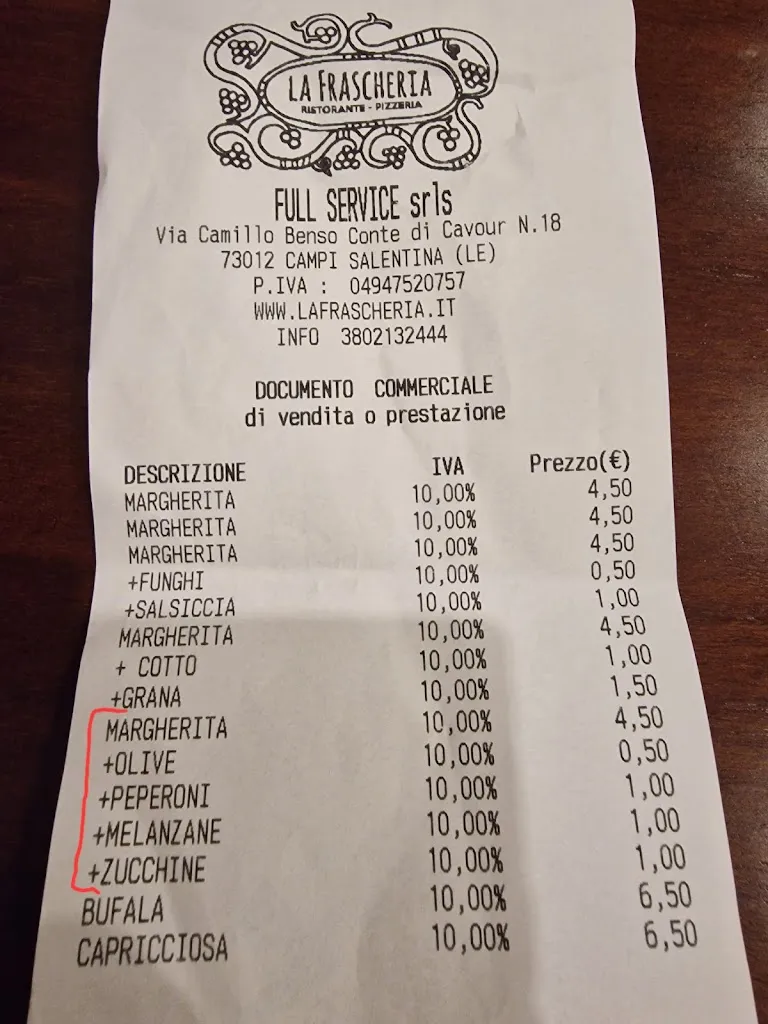 LA FRASCHERIA
RISTORANTE - PIZZERIA
FULL SERVICE srls
Via Camillo Benso Conte di Cavour N.18
73012 CAMPI SALENTINA (LE)
P.IVA : 04947520757
WWW.LAFRASCHERIA.IT
INFO 3802132444
DOCUMENTO COMMERCIALE
di vendita o prestazione
DESCRIZIONE IVA Prezzo(€)
MARGHERITA 10,00% 4,50
MARGHERITA 10,00% 4,50
MARGHERITA 10,00% 4,50
+FUNGHI 10,00% 0,50
+SALSICCIA 10,00% 1,00
MARGHERITA 10,00% 4,50
+ COTTO 10,00% 1,00
+GRANA 10,00% 1,50
MARGHERITA 10,00% 4,50
+OLIVE 10,00% 0,50
+PEPERONI 10,00% 1,00
+MELANZANE 10,00% 1,00
+ZUCCHINE 10,00% 1,00
BUFALA 10,00% 6,50
CAPRICCIOSA 10,00% 6,50